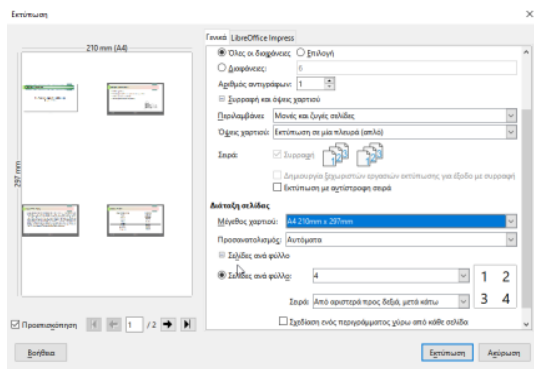 Εκτύπωση
210 mm (A4)
297 mm
Προεπισκόπηση
1 / 2
Γενικά LibreOffice Impress
Όλες οι διαφάνειες Επιλογή
Διαφάνειες: 6
Αριθμός αντιγράφων: 1
Συρραφή και όψεις χαρτιού
Περιλαμβάνει: Μονές και ζυγές σελίδες
Όψεις χαρτιού: Εκτύπωση σε μία πλευρά (απλό)
Σειρά: Συρραφή
Δημιουργία ξεχωριστών εργασιών εκτύπωσης για έξοδο με συρραφή
Εκτύπωση με αντίστροφη σειρά
Διάταξη σελίδας
Μέγεθος χαρτιού: A4 210mm x 297mm
Προσανατολισμός: Αυτόματα
Σελίδες ανά φύλλο
Σελίδες ανά φύλλο: 4
1 2
3 4
Σειρά: Από αριστερά προς δεξιά, μετά κάτω
Σχεδίαση ενός περιγράμματος γύρω από κάθε σελίδα
Βοήθεια
Εκτύπωση
Ακύρωση